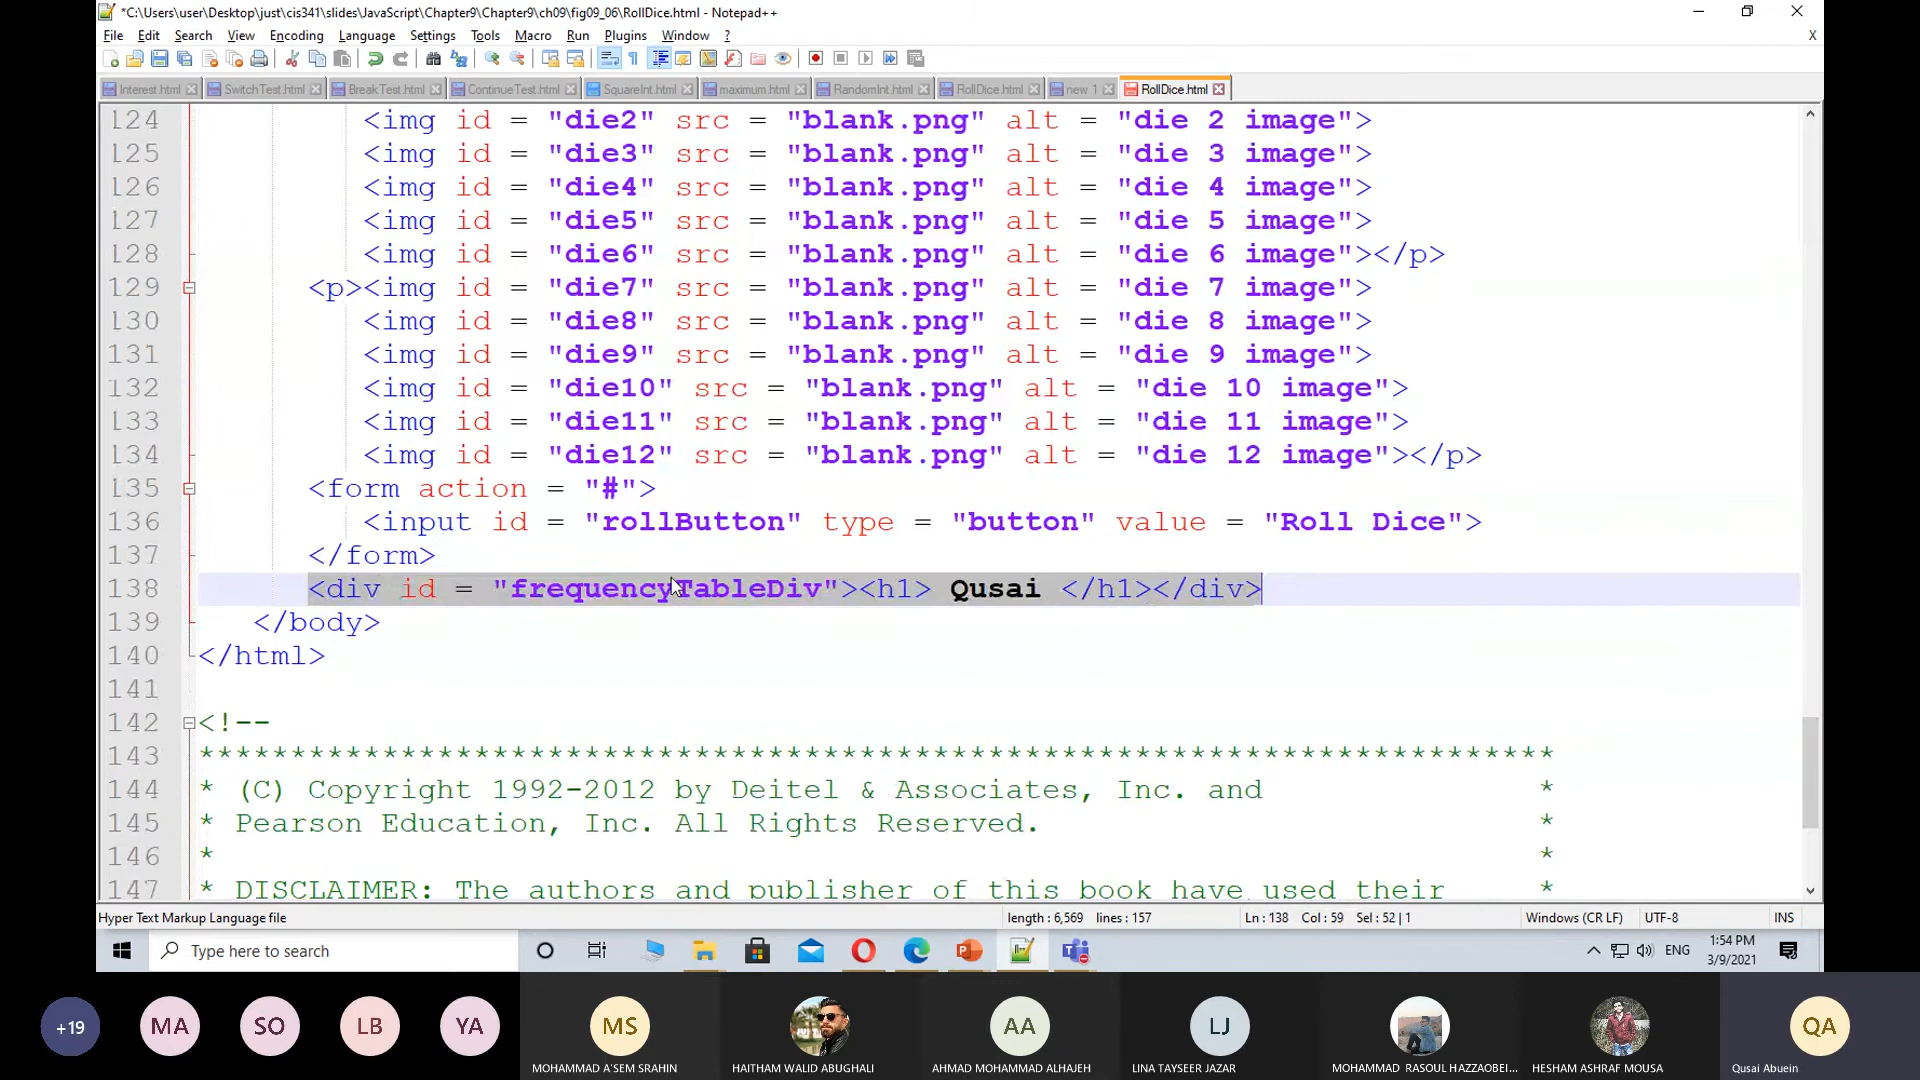 *C:\Users\user\Desktop\just\cis341\slides\JavaScript\Chapter9\Chapter9\ch09\fig09_06\RollDice.html - Notepad++
File Edit Search View Encoding Language Settings Tools Macro Run Plugins Window ? X
Interest.html SwitchTest.html BreakTest.html ContinueTest.html SquareInt.html maximum.html RandomInt.html RollDice.html new 1 RollDice.html
124 <img id = "die2" src = "blank.png" alt = "die 2 image">
125 <img id = "die3" src = "blank.png" alt = "die 3 image">
126 <img id = "die4" src = "blank.png" alt = "die 4 image">
127 <img id = "die5" src = "blank.png" alt = "die 5 image">
128 <img id = "die6" src = "blank.png" alt = "die 6 image"></p>
129 <p><img id = "die7" src = "blank.png" alt = "die 7 image">
130 <img id = "die8" src = "blank.png" alt = "die 8 image">
131 <img id = "die9" src = "blank.png" alt = "die 9 image">
132 <img id = "die10" src = "blank.png" alt = "die 10 image">
133 <img id = "die11" src = "blank.png" alt = "die 11 image">
134 <img id = "die12" src = "blank.png" alt = "die 12 image"></p>
135 <form action = "#">
136 <input id = "rollButton" type = "button" value = "Roll Dice">
137 </form>
138 <div id = "frequencyTableDiv"><h1> Qusai </h1></div>
139 </body>
140 </html>
141
142 <!--
143 **************************************************************************
144 * (C) Copyright 1992-2012 by Deitel & Associates, Inc. and *
145 * Pearson Education, Inc. All Rights Reserved. *
146 * *
147 * DISCLAIMER: The authors and publisher of this book have used their *
Hyper Text Markup Language file length : 6,569 lines : 157 Ln : 138 Col : 59 Sel : 52 | 1 Windows (CR LF) UTF-8 INS
Type here to search ENG 1:54 PM
3/9/2021
+19 MA SO LB YA MS AA LJ QA
MOHAMMAD A'SEM SRAHIN HAITHAM WALID ABUGHALI AHMAD MOHAMMAD ALHAJEH LINA TAYSEER JAZAR MOHAMMAD RASOUL HAZZAOBEI... HESHAM ASHRAF MOUSA Qusai Abuein